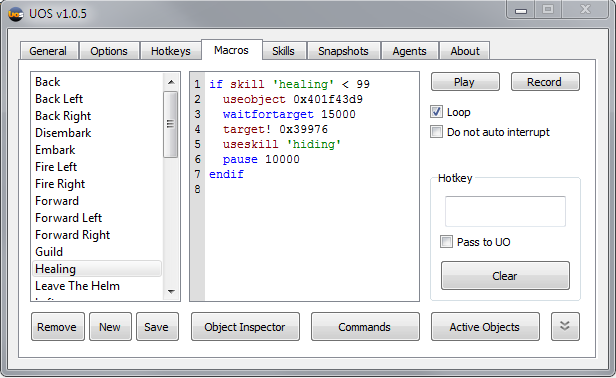 UOS v1.0.5
General Options Hotkeys Macros Skills Snapshots Agents About
Back
Back Left
Back Right
Disembark
Embark
Fire Left
Fire Right
Forward
Forward Left
Forward Right
Guild
Healing
Leave The Helm
1 if skill 'healing' < 99
2 useobject 0x401f43d9
3 waitfortarget 15000
4 target! 0x39976
5 useskill 'hiding'
6 pause 10000
7 endif
8
Play Record
Loop
Do not auto interrupt
Hotkey
Pass to UO
Clear
Remove New Save Object Inspector Commands Active Objects